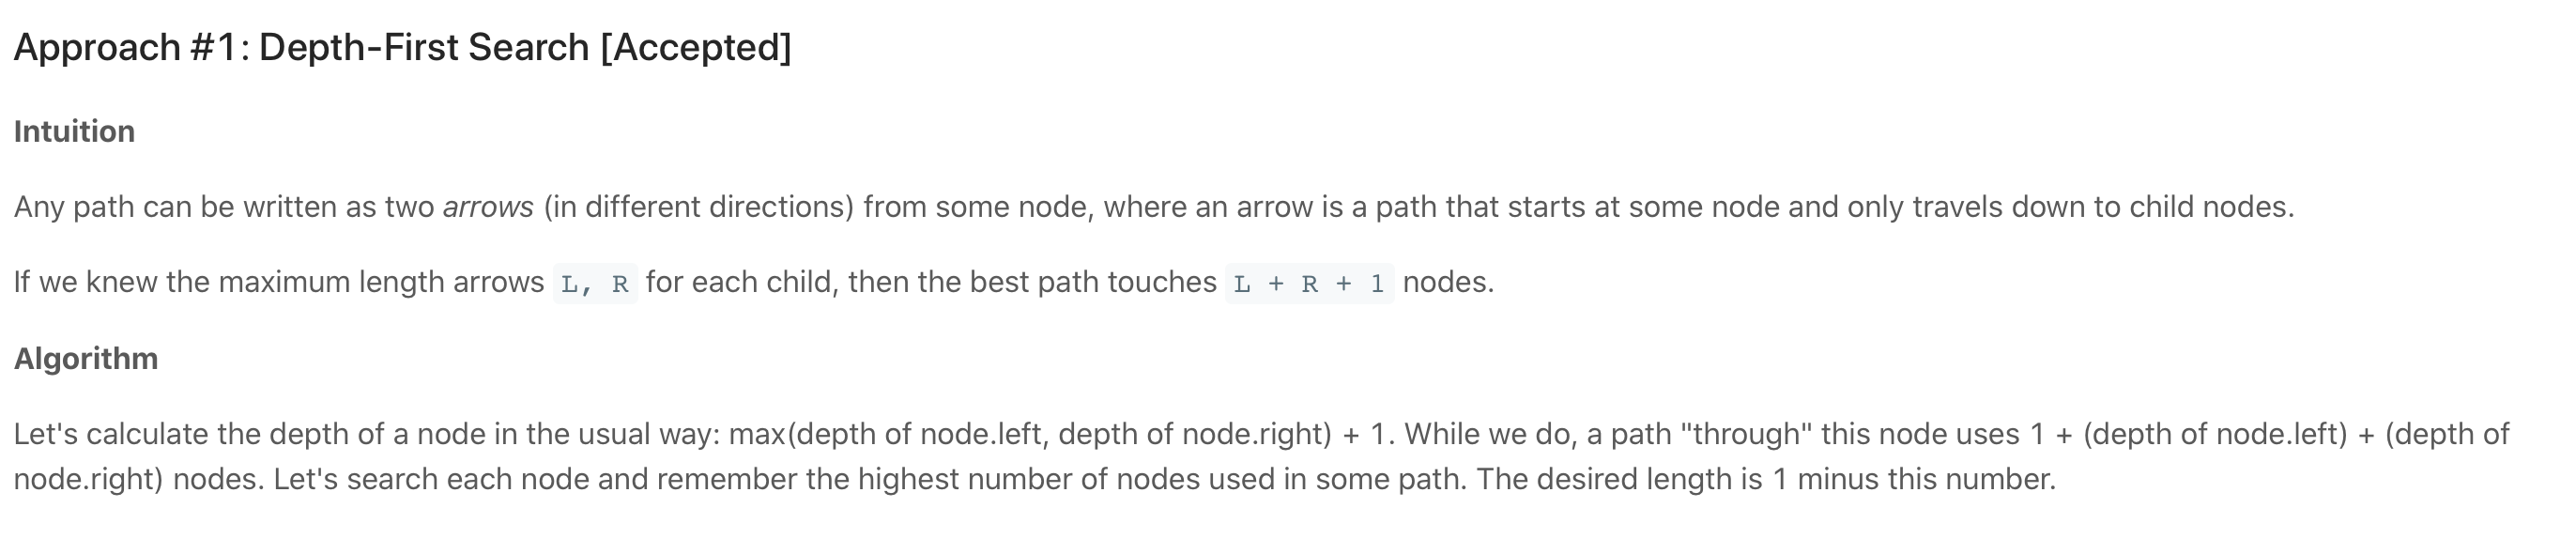 Approach #1: Depth-First Search [Accepted]
Intuition
Any path can be written as two arrows (in different directions) from some node, where an arrow is a path that starts at some node and only travels down to child nodes.
If we knew the maximum length arrows L, R for each child, then the best path touches L + R + 1 nodes.
Algorithm
Let's calculate the depth of a node in the usual way: max(depth of node.left, depth of node.right) + 1. While we do, a path "through" this node uses 1 + (depth of node.left) + (depth of
node.right) nodes. Let's search each node and remember the highest number of nodes used in some path. The desired length is 1 minus this number.